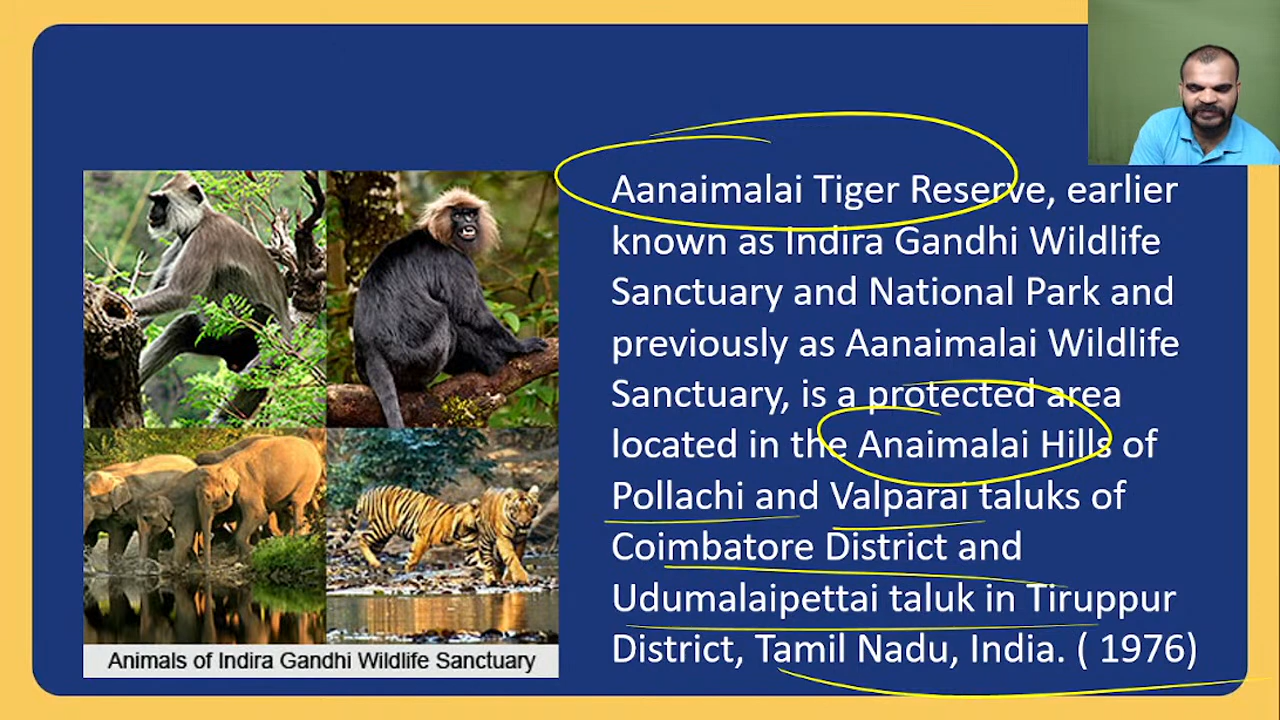 Aanaimalai Tiger Reserve, earlier
known as Indira Gandhi Wildlife
Sanctuary and National Park and
previously as Aanaimalai Wildlife
Sanctuary, is a protected area
located in the Anaimalai Hills of
Pollachi and Valparai taluks of
Coimbatore District and
Udumalaipettai taluk in Tiruppur
District, Tamil Nadu, India. ( 1976)
Animals of Indira Gandhi Wildlife Sanctuary